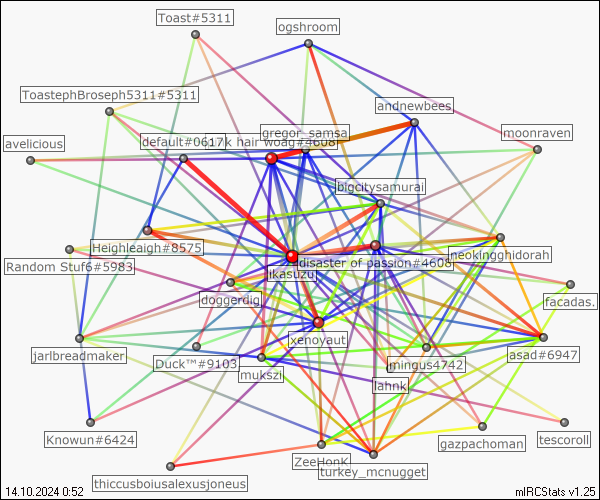 Toast#5311
ogshroom
ToastephBroseph5311#5311
andnewbees
gregor_samsa
moonraven
default#0617
k hair woag#4608
avelicious
bigcitysamurai
Heighleaigh#8575
neokingghidorah
disaster of passion#4608
Random Stuf6#5983
likasuzu
doggerdig
facadas.
xenoyaut
jarlbreadmaker
Duck™#9103
mingus4742
asad#6947
mukszi
lahnk
Knowun#6424
gazpachoman
tescoroll
ZeeHonK
turkey_mcnugget
thiccusboiusalexusjoneus
14.10.2024 0:52
mIRCStats v1.25